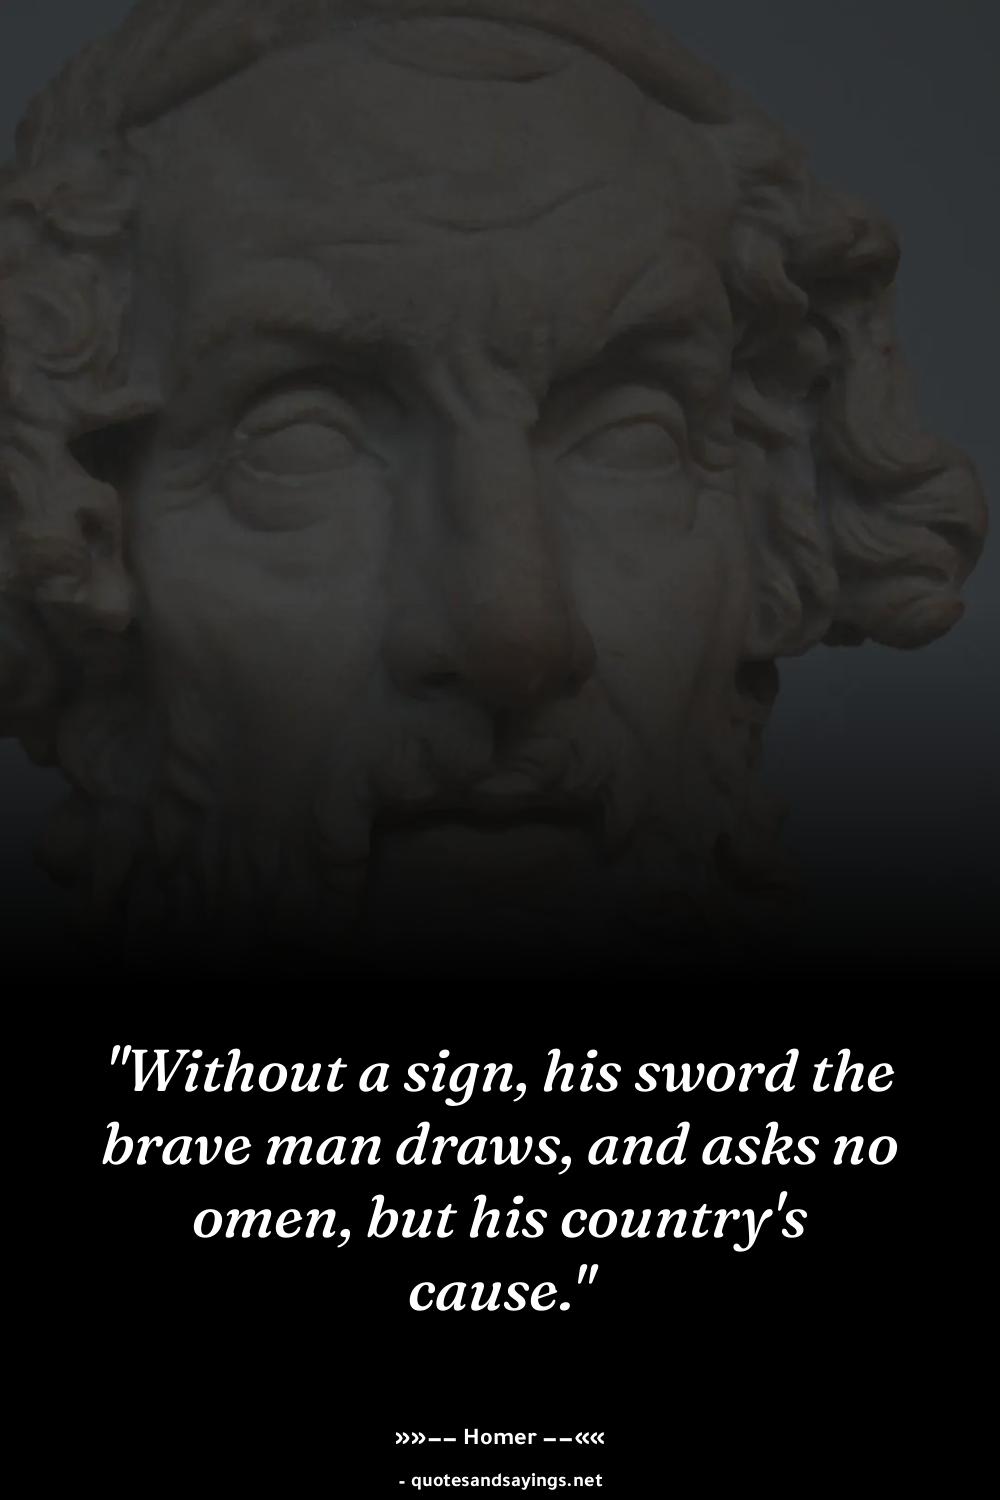 "Without a sign, his sword the
brave man draws, and asks no
omen, but his country's
cause."
»»−− Homer −−««
- quotesandsayings.net